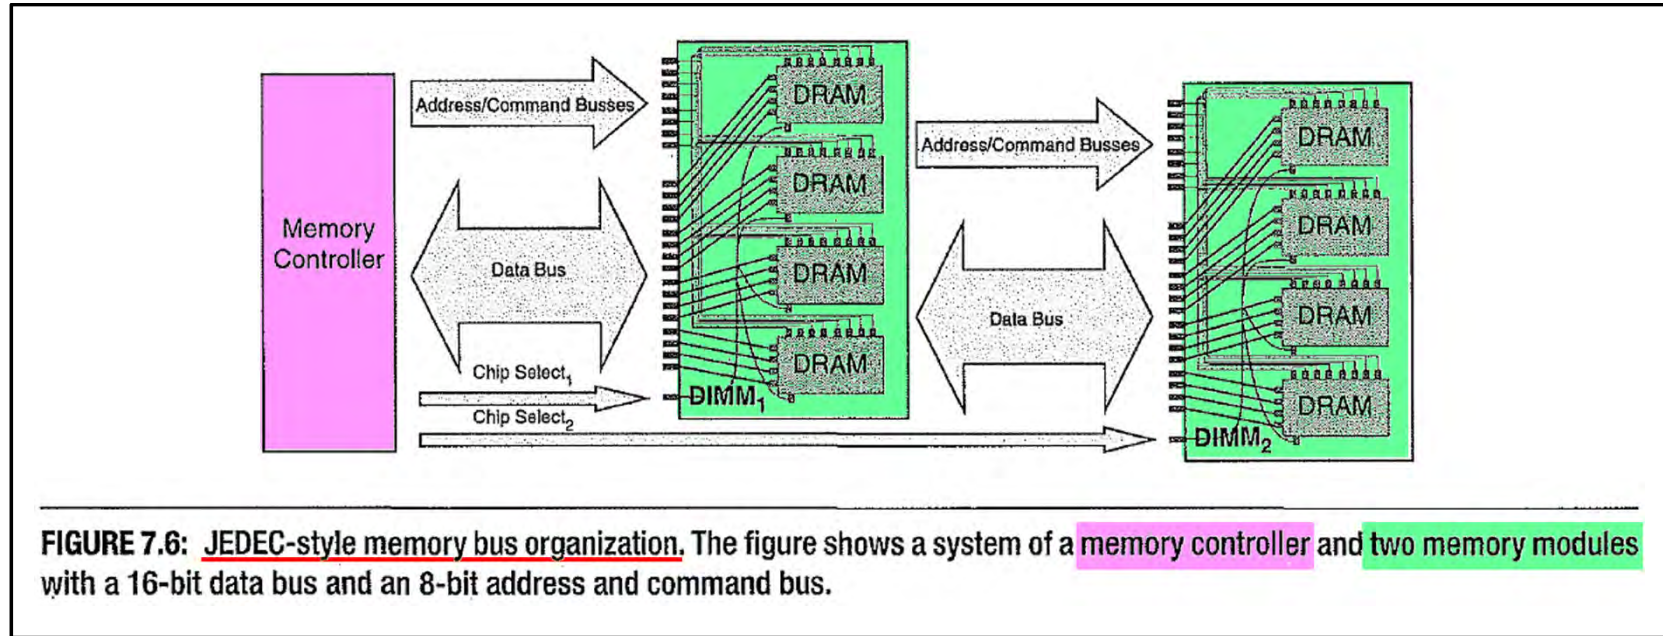 Memory
Controller
Address/Command Busses
Data Bus
Chip Select1
Chip Select2
DRAM
DRAM
DRAM
DRAM
DIMM1
Address/Command Busses
Data Bus
DRAM
DRAM
DRAM
DRAM
DIMM2
FIGURE 7.6: JEDEC-style memory bus organization. The figure shows a system of a memory controller and two memory modules
with a 16-bit data bus and an 8-bit address and command bus.